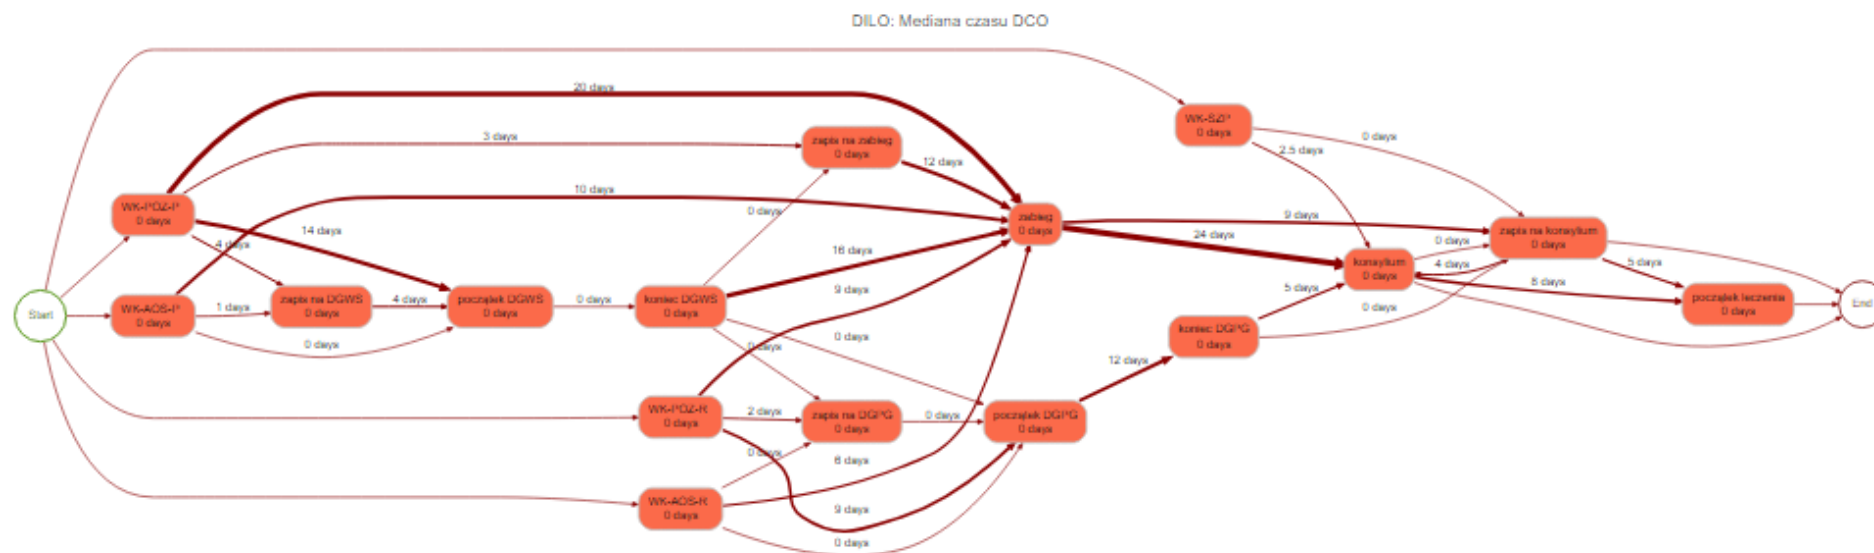 DILO: Mediana czasu DCO
20 days
WK-SZP
0 days
3 days
zapis na zabieg
0 days
0 days
2.5 days
12 days
10 days
WK-POZ-P
0 days
0 days
14 days
4 days
zabieg
0 days
9 days
24 days
zapis na konsylium
0 days
16 days
0 days
4 days
konsylium
0 days
5 days
Start
WK-AOS-P
0 days
1 days
zapis na DGWS
0 days
4 days
początek DGWS
0 days
0 days
koniec DGWS
0 days
9 days
5 days
8 days
początek leczenia
0 days
End
0 days
0 days
0 days
0 days
koniec DGPG
0 days
12 days
WK-POZ-R
0 days
2 days
zapis na DGPG
0 days
0 days
początek DGPG
0 days
0 days
6 days
WK-AOS-R
0 days
9 days
0 days